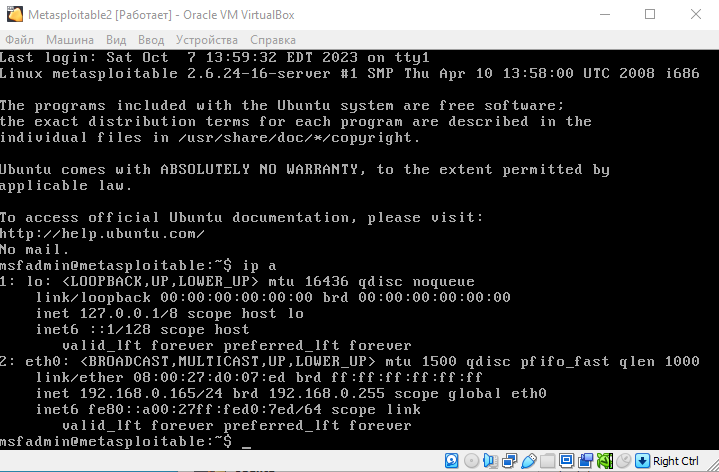 Metasploitable2 [Работает] - Oracle VM VirtualBox
Файл Машина Вид Ввод Устройства Справка
Last login: Sat Oct  7 13:59:32 EDT 2023 on tty1
Linux metasploitable 2.6.24-16-server #1 SMP Thu Apr 10 13:58:00 UTC 2008 i686
The programs included with the Ubuntu system are free software;
the exact distribution terms for each program are described in the
individual files in /usr/share/doc/*/copyright.
Ubuntu comes with ABSOLUTELY NO WARRANTY, to the extent permitted by
applicable law.
To access official Ubuntu documentation, please visit:
http://help.ubuntu.com/
No mail.
msfadmin@metasploitable:~$ ip a
1: lo: <LOOPBACK,UP,LOWER_UP> mtu 16436 qdisc noqueue
    link/loopback 00:00:00:00:00:00 brd 00:00:00:00:00:00
    inet 127.0.0.1/8 scope host lo
    inet6 ::1/128 scope host
       valid_lft forever preferred_lft forever
2: eth0: <BROADCAST,MULTICAST,UP,LOWER_UP> mtu 1500 qdisc pfifo_fast qlen 1000
    link/ether 08:00:27:d0:07:ed brd ff:ff:ff:ff:ff:ff
    inet 192.168.0.165/24 brd 192.168.0.255 scope global eth0
    inet6 fe80::a00:27ff:fed0:7ed/64 scope link
       valid_lft forever preferred_lft forever
msfadmin@metasploitable:~$ _
Right Ctrl